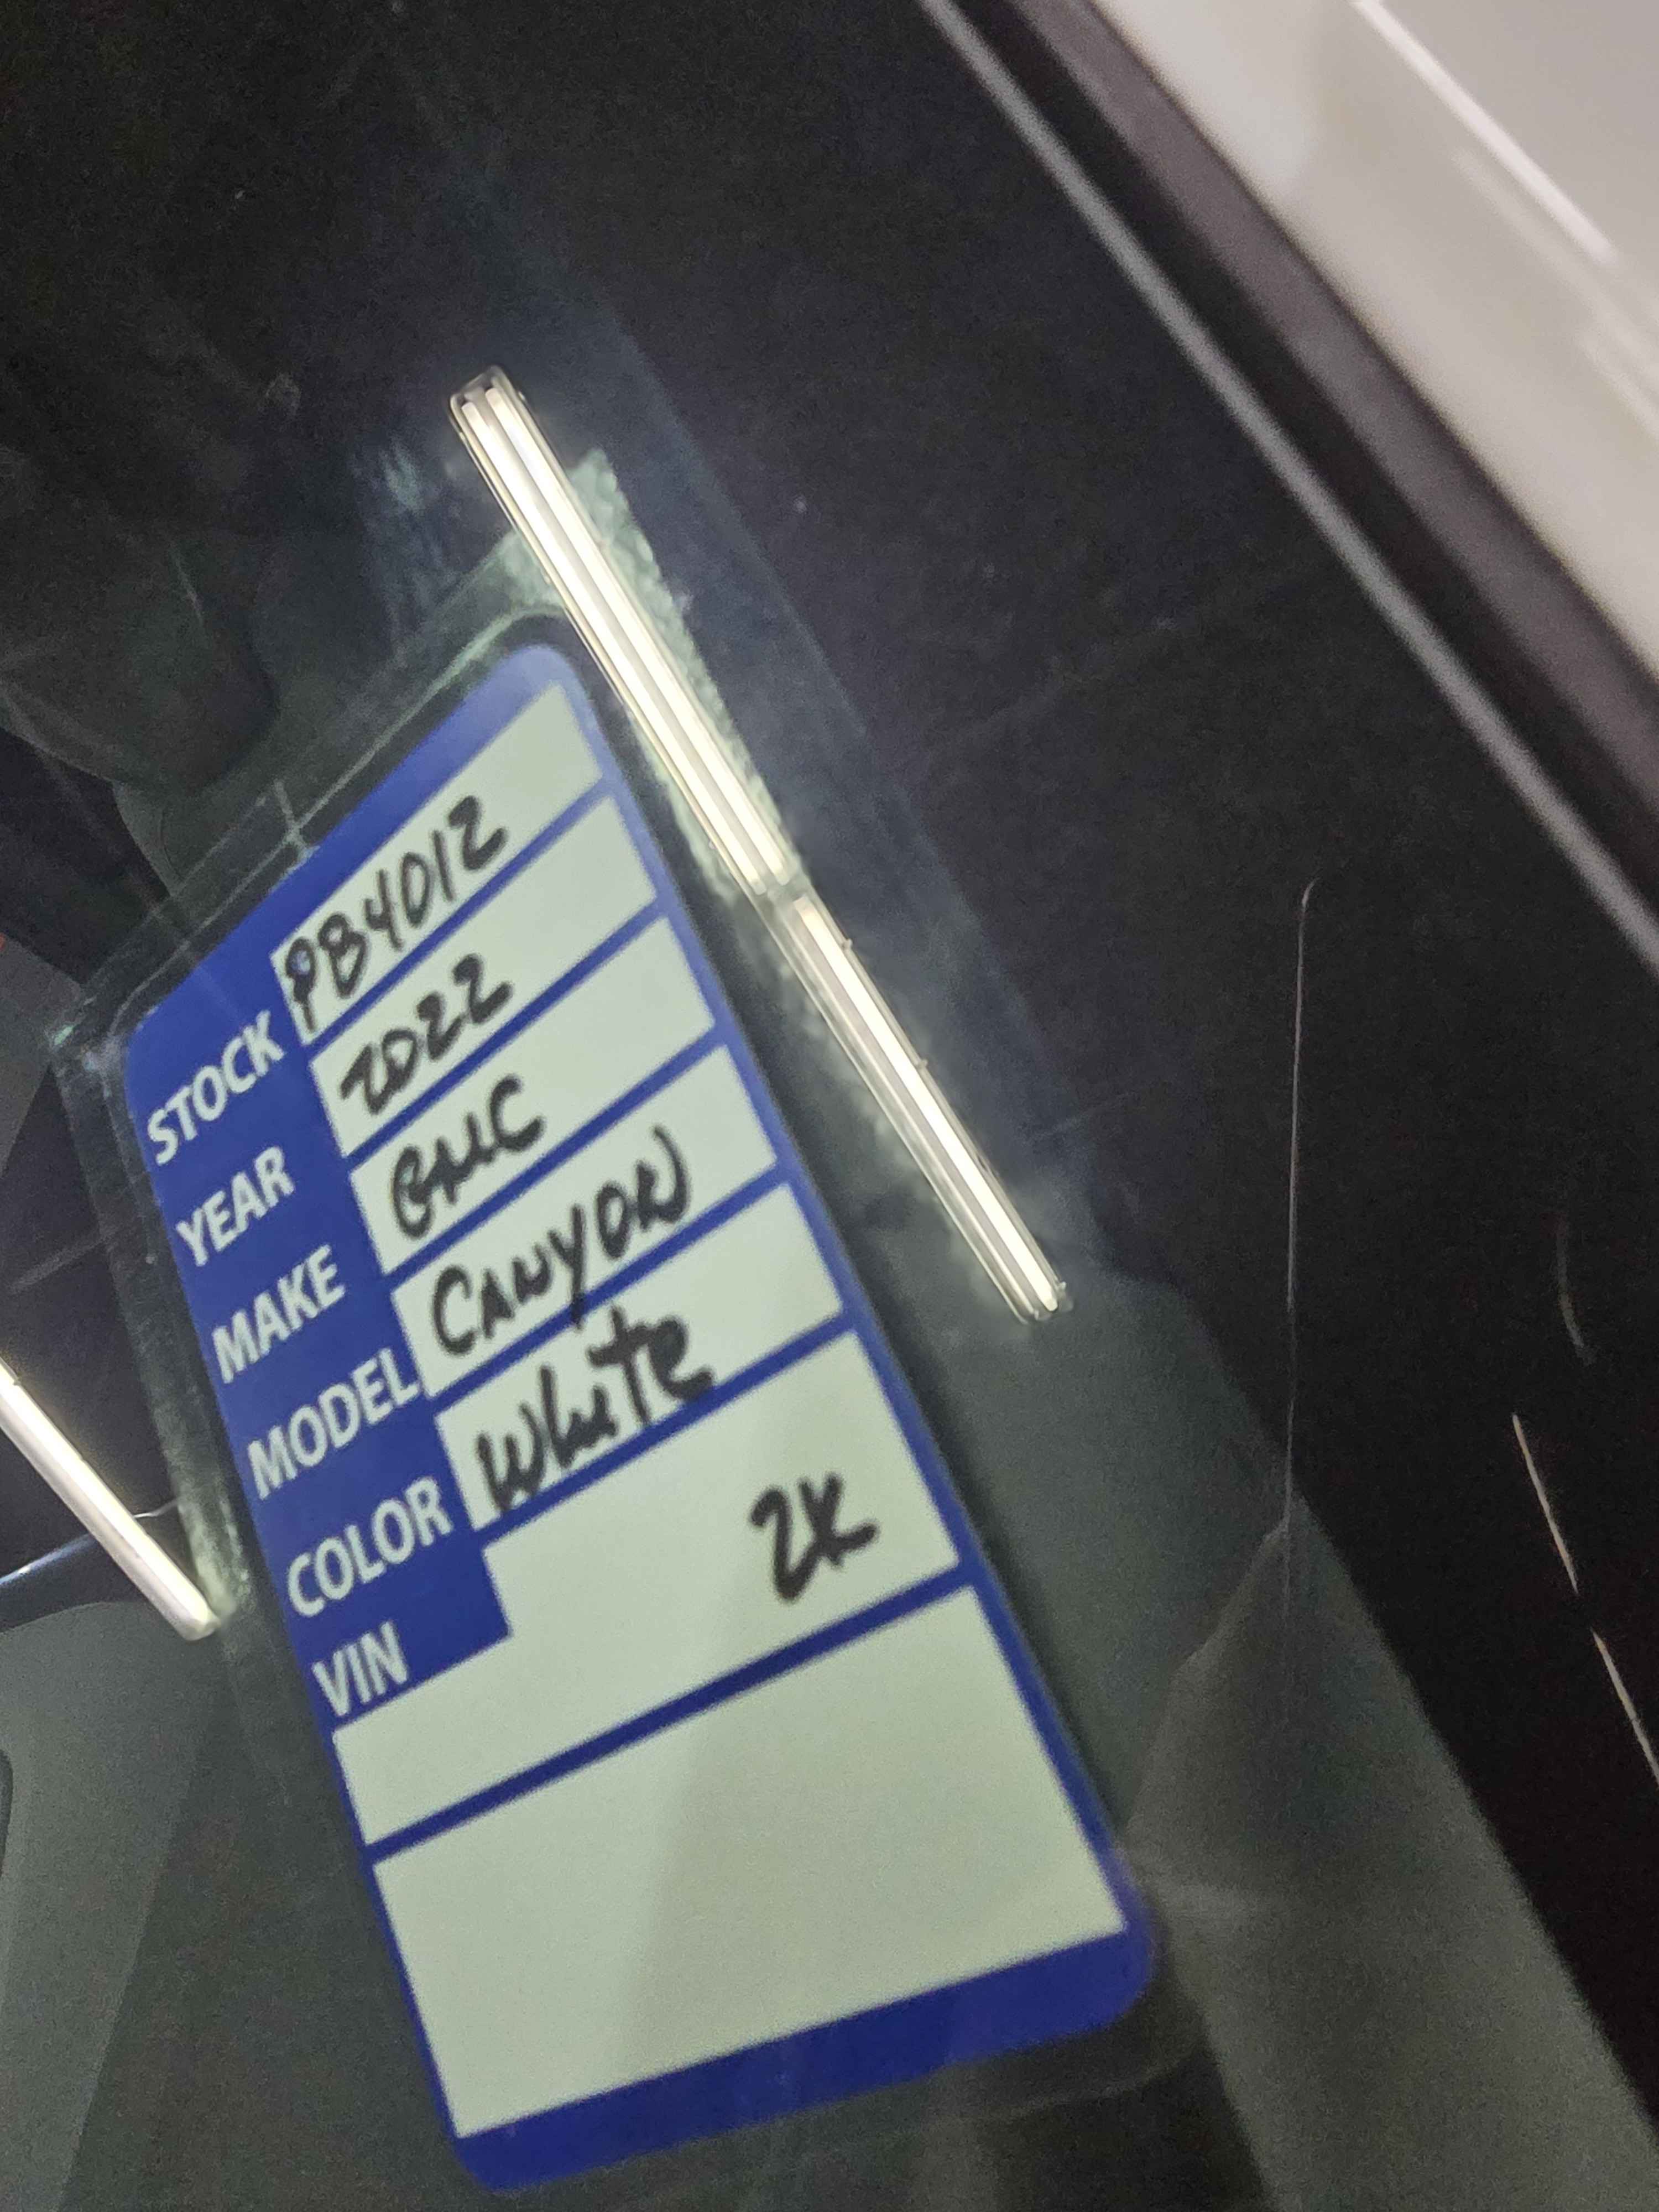 STOCK PB4012
YEAR 2022
MAKE GMC
MODEL CANYON
COLOR White
VIN 2K